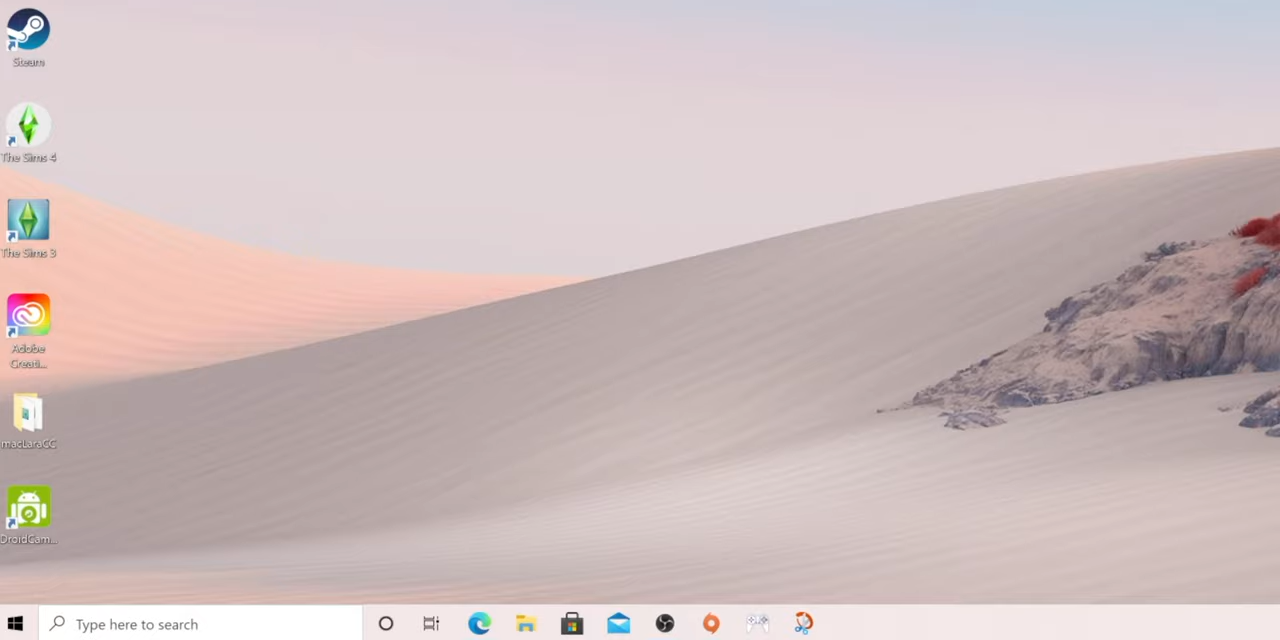 Steam
The Sims 4
The Sims 3
Adobe
Creati...
macLaraCC
DroidCam...
Type here to search